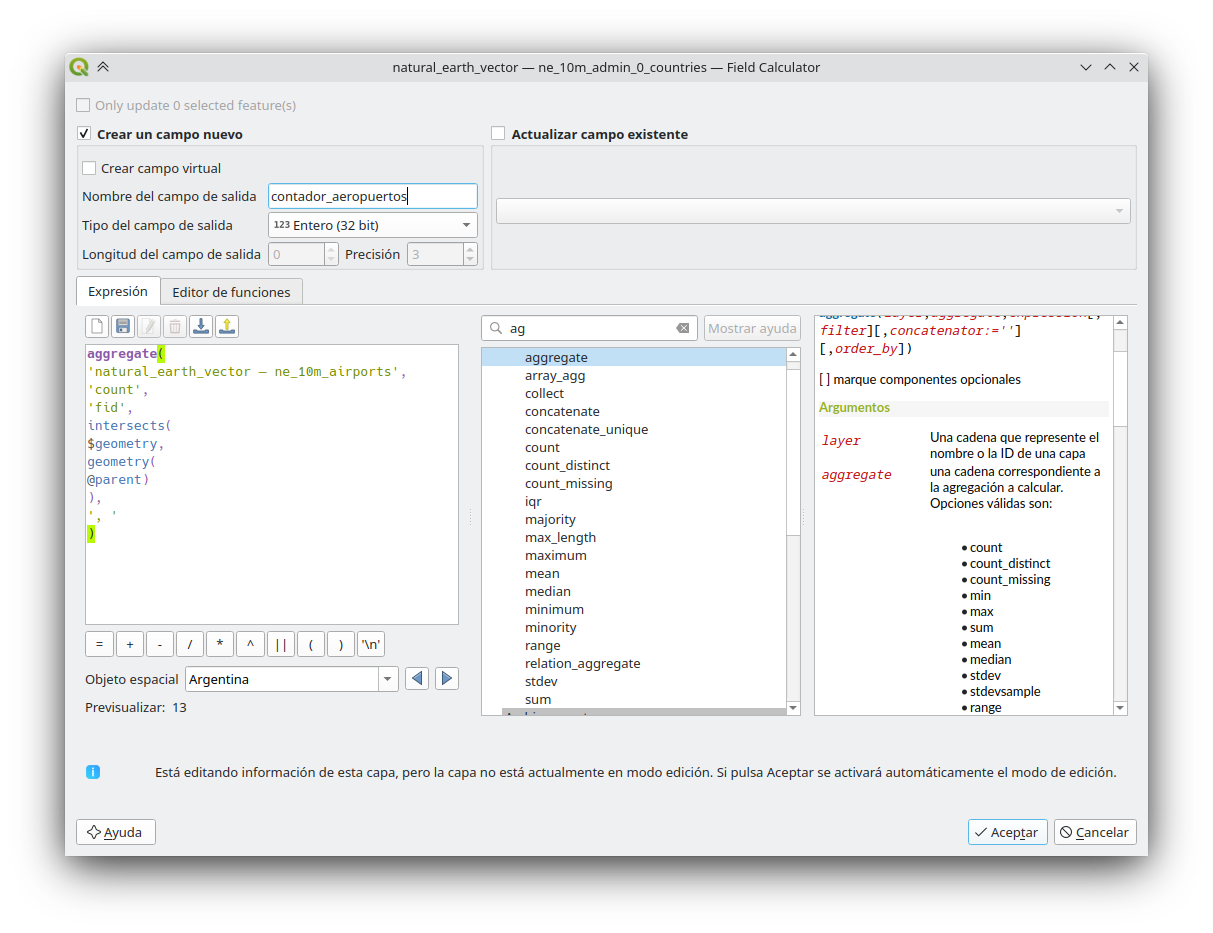 natural_earth_vector — ne_10m_admin_0_countries — Field Calculator
Only update 0 selected feature(s)
Crear un campo nuevo
Actualizar campo existente
Crear campo virtual
Nombre del campo de salida contador_aeropuertos
Tipo del campo de salida 123 Entero (32 bit)
Longitud del campo de salida 0 Precisión 3
Expresión Editor de funciones
aggregate(
'natural_earth_vector — ne_10m_airports',
'count',
'fid',
intersects(
$geometry,
geometry(
@parent)
),
', '
)
= + - / * ^ || ( ) '\n'
Objeto espacial Argentina
Previsualizar: 13
ag
Mostrar ayuda
aggregate
array_agg
collect
concatenate
concatenate_unique
count
count_distinct
count_missing
iqr
majority
max_length
maximum
mean
median
minimum
minority
range
relation_aggregate
stdev
sum
aggregate(layer,aggregate,expression[,
filter][,concatenator:='']
[,order_by])
[ ] marque componentes opcionales
Argumentos
layer Una cadena que represente el
nombre o la ID de una capa
aggregate una cadena correspondiente a
la agregación a calcular.
Opciones válidas son:
• count
• count_distinct
• count_missing
• min
• max
• sum
• mean
• median
• stdev
• stdevsample
• range
Está editando información de esta capa, pero la capa no está actualmente en modo edición. Si pulsa Aceptar se activará automáticamente el modo de edición.
Ayuda
Aceptar
Cancelar